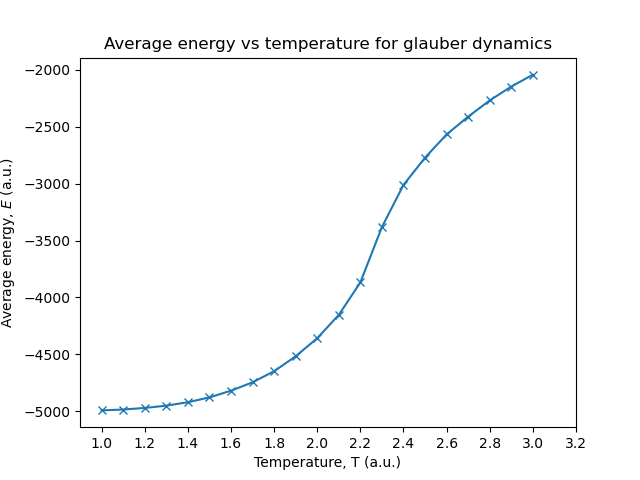 Average energy vs temperature for glauber dynamics
−2000
−2500
−3000
−3500
−4000
−4500
−5000
Average energy, E (a.u.)
1.0 1.2 1.4 1.6 1.8 2.0 2.2 2.4 2.6 2.8 3.0 3.2
Temperature, T (a.u.)